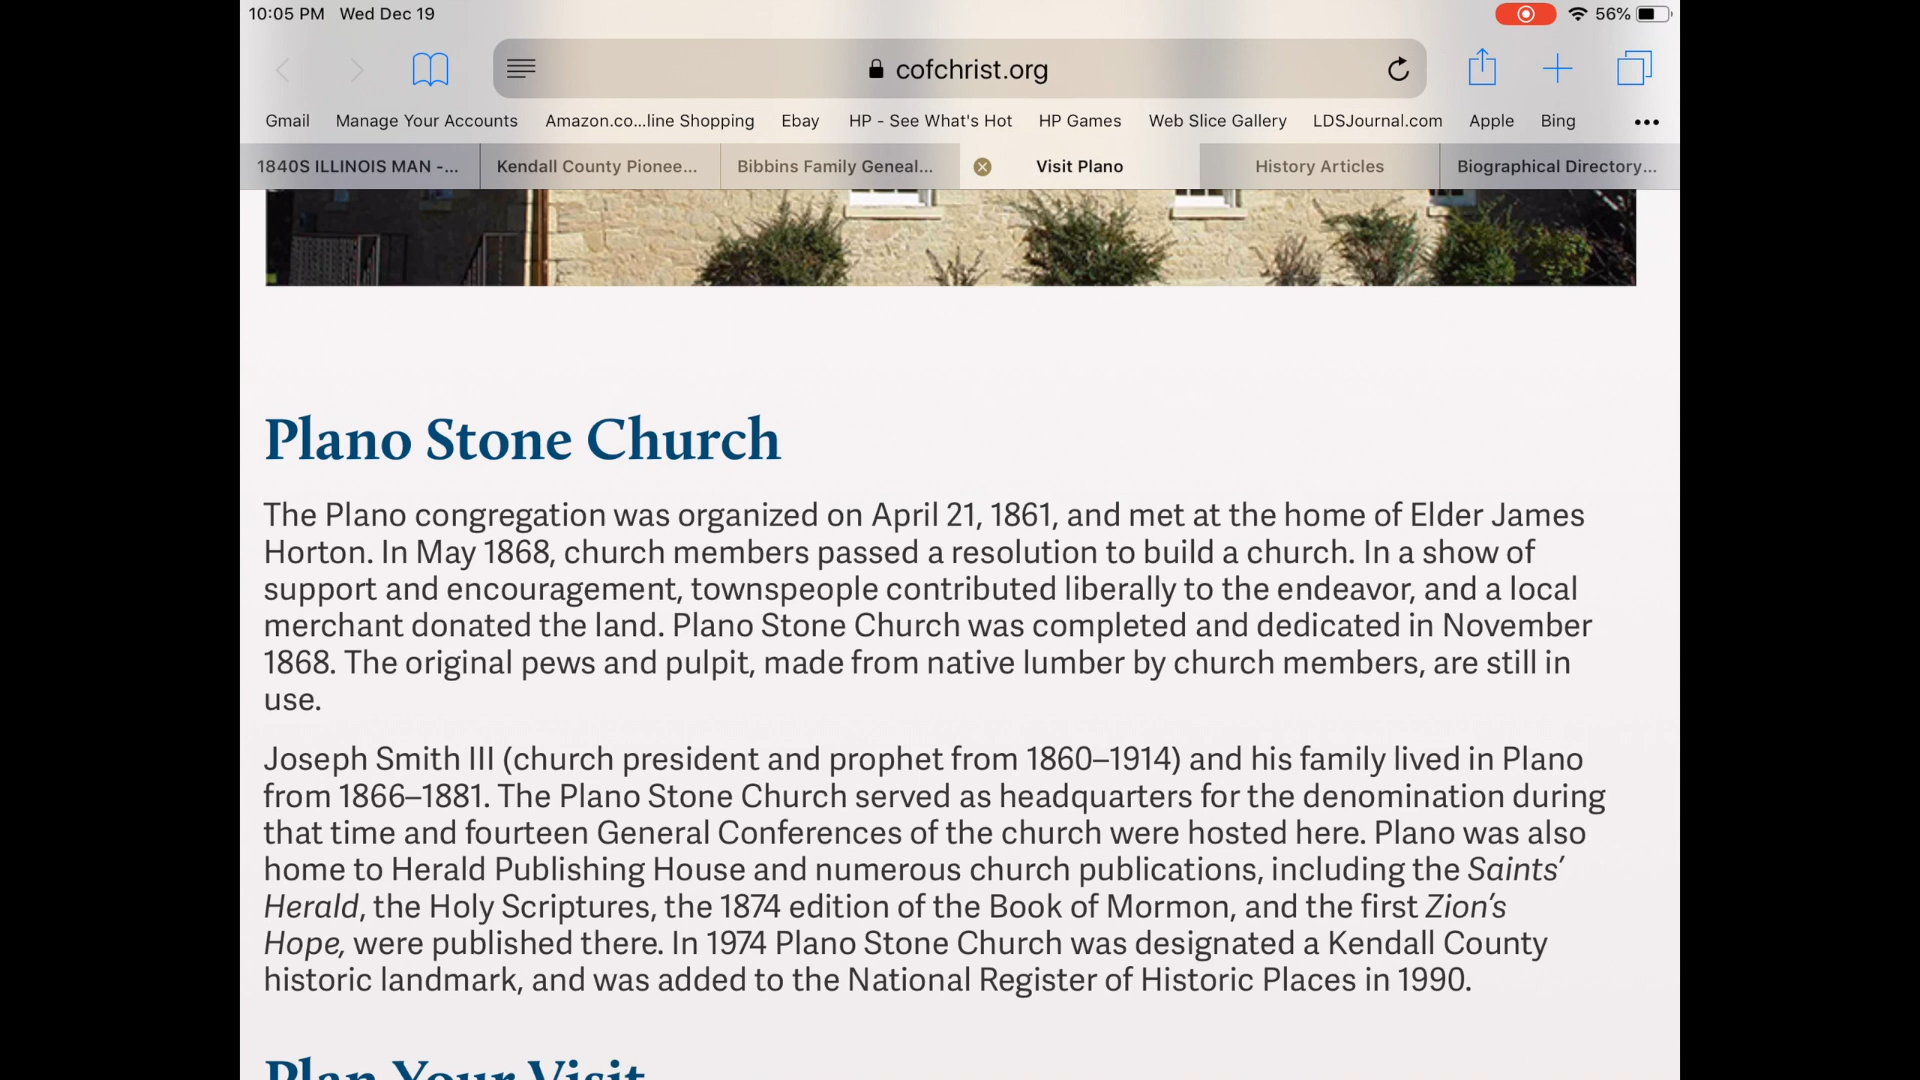 10:05 PM Wed Dec 19
56%
cofchrist.org
Gmail Manage Your Accounts Amazon.co...line Shopping Ebay HP - See What's Hot HP Games Web Slice Gallery LDSJournal.com Apple Bing
1840S ILLINOIS MAN -... Kendall County Pionee... Bibbins Family Geneal... Visit Plano History Articles Biographical Directory...
Plano Stone Church
The Plano congregation was organized on April 21, 1861, and met at the home of Elder James
Horton. In May 1868, church members passed a resolution to build a church. In a show of
support and encouragement, townspeople contributed liberally to the endeavor, and a local
merchant donated the land. Plano Stone Church was completed and dedicated in November
1868. The original pews and pulpit, made from native lumber by church members, are still in
use.
Joseph Smith III (church president and prophet from 1860–1914) and his family lived in Plano
from 1866–1881. The Plano Stone Church served as headquarters for the denomination during
that time and fourteen General Conferences of the church were hosted here. Plano was also
home to Herald Publishing House and numerous church publications, including the Saints’
Herald, the Holy Scriptures, the 1874 edition of the Book of Mormon, and the first Zion’s
Hope, were published there. In 1974 Plano Stone Church was designated a Kendall County
historic landmark, and was added to the National Register of Historic Places in 1990.
Plan Your Visit